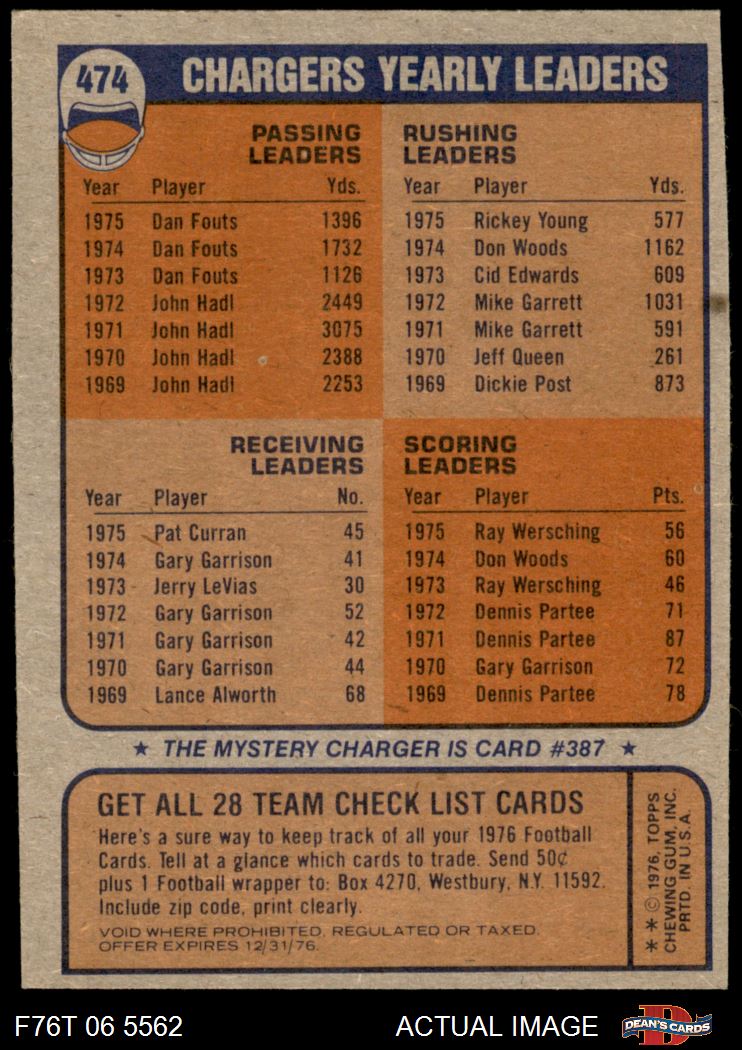 474
CHARGERS YEARLY LEADERS
PASSING
LEADERS
Year Player Yds.
1975 Dan Fouts 1396
1974 Dan Fouts 1732
1973 Dan Fouts 1126
1972 John Hadl 2449
1971 John Hadl 3075
1970 John Hadl 2388
1969 John Hadl 2253
RUSHING
LEADERS
Year Player Yds.
1975 Rickey Young 577
1974 Don Woods 1162
1973 Cid Edwards 609
1972 Mike Garrett 1031
1971 Mike Garrett 591
1970 Jeff Queen 261
1969 Dickie Post 873
RECEIVING
LEADERS
Year Player No.
1975 Pat Curran 45
1974 Gary Garrison 41
1973 Jerry LeVias 30
1972 Gary Garrison 52
1971 Gary Garrison 42
1970 Gary Garrison 44
1969 Lance Alworth 68
SCORING
LEADERS
Year Player Pts.
1975 Ray Wersching 56
1974 Don Woods 60
1973 Ray Wersching 46
1972 Dennis Partee 71
1971 Dennis Partee 87
1970 Gary Garrison 72
1969 Dennis Partee 78
★ THE MYSTERY CHARGER IS CARD #387 ★
GET ALL 28 TEAM CHECK LIST CARDS
Here's a sure way to keep track of all your 1976 Football
Cards. Tell at a glance which cards to trade. Send 50¢
plus 1 Football wrapper to: Box 4270, Westbury, N.Y. 11592.
Include zip code, print clearly.
VOID WHERE PROHIBITED, REGULATED OR TAXED.
OFFER EXPIRES 12/31/76.
* * © 1976, TOPPS
CHEWING GUM, INC.
PRTD. IN U.S.A.
F76T 06 5562
ACTUAL IMAGE
D
DEAN'S CARDS